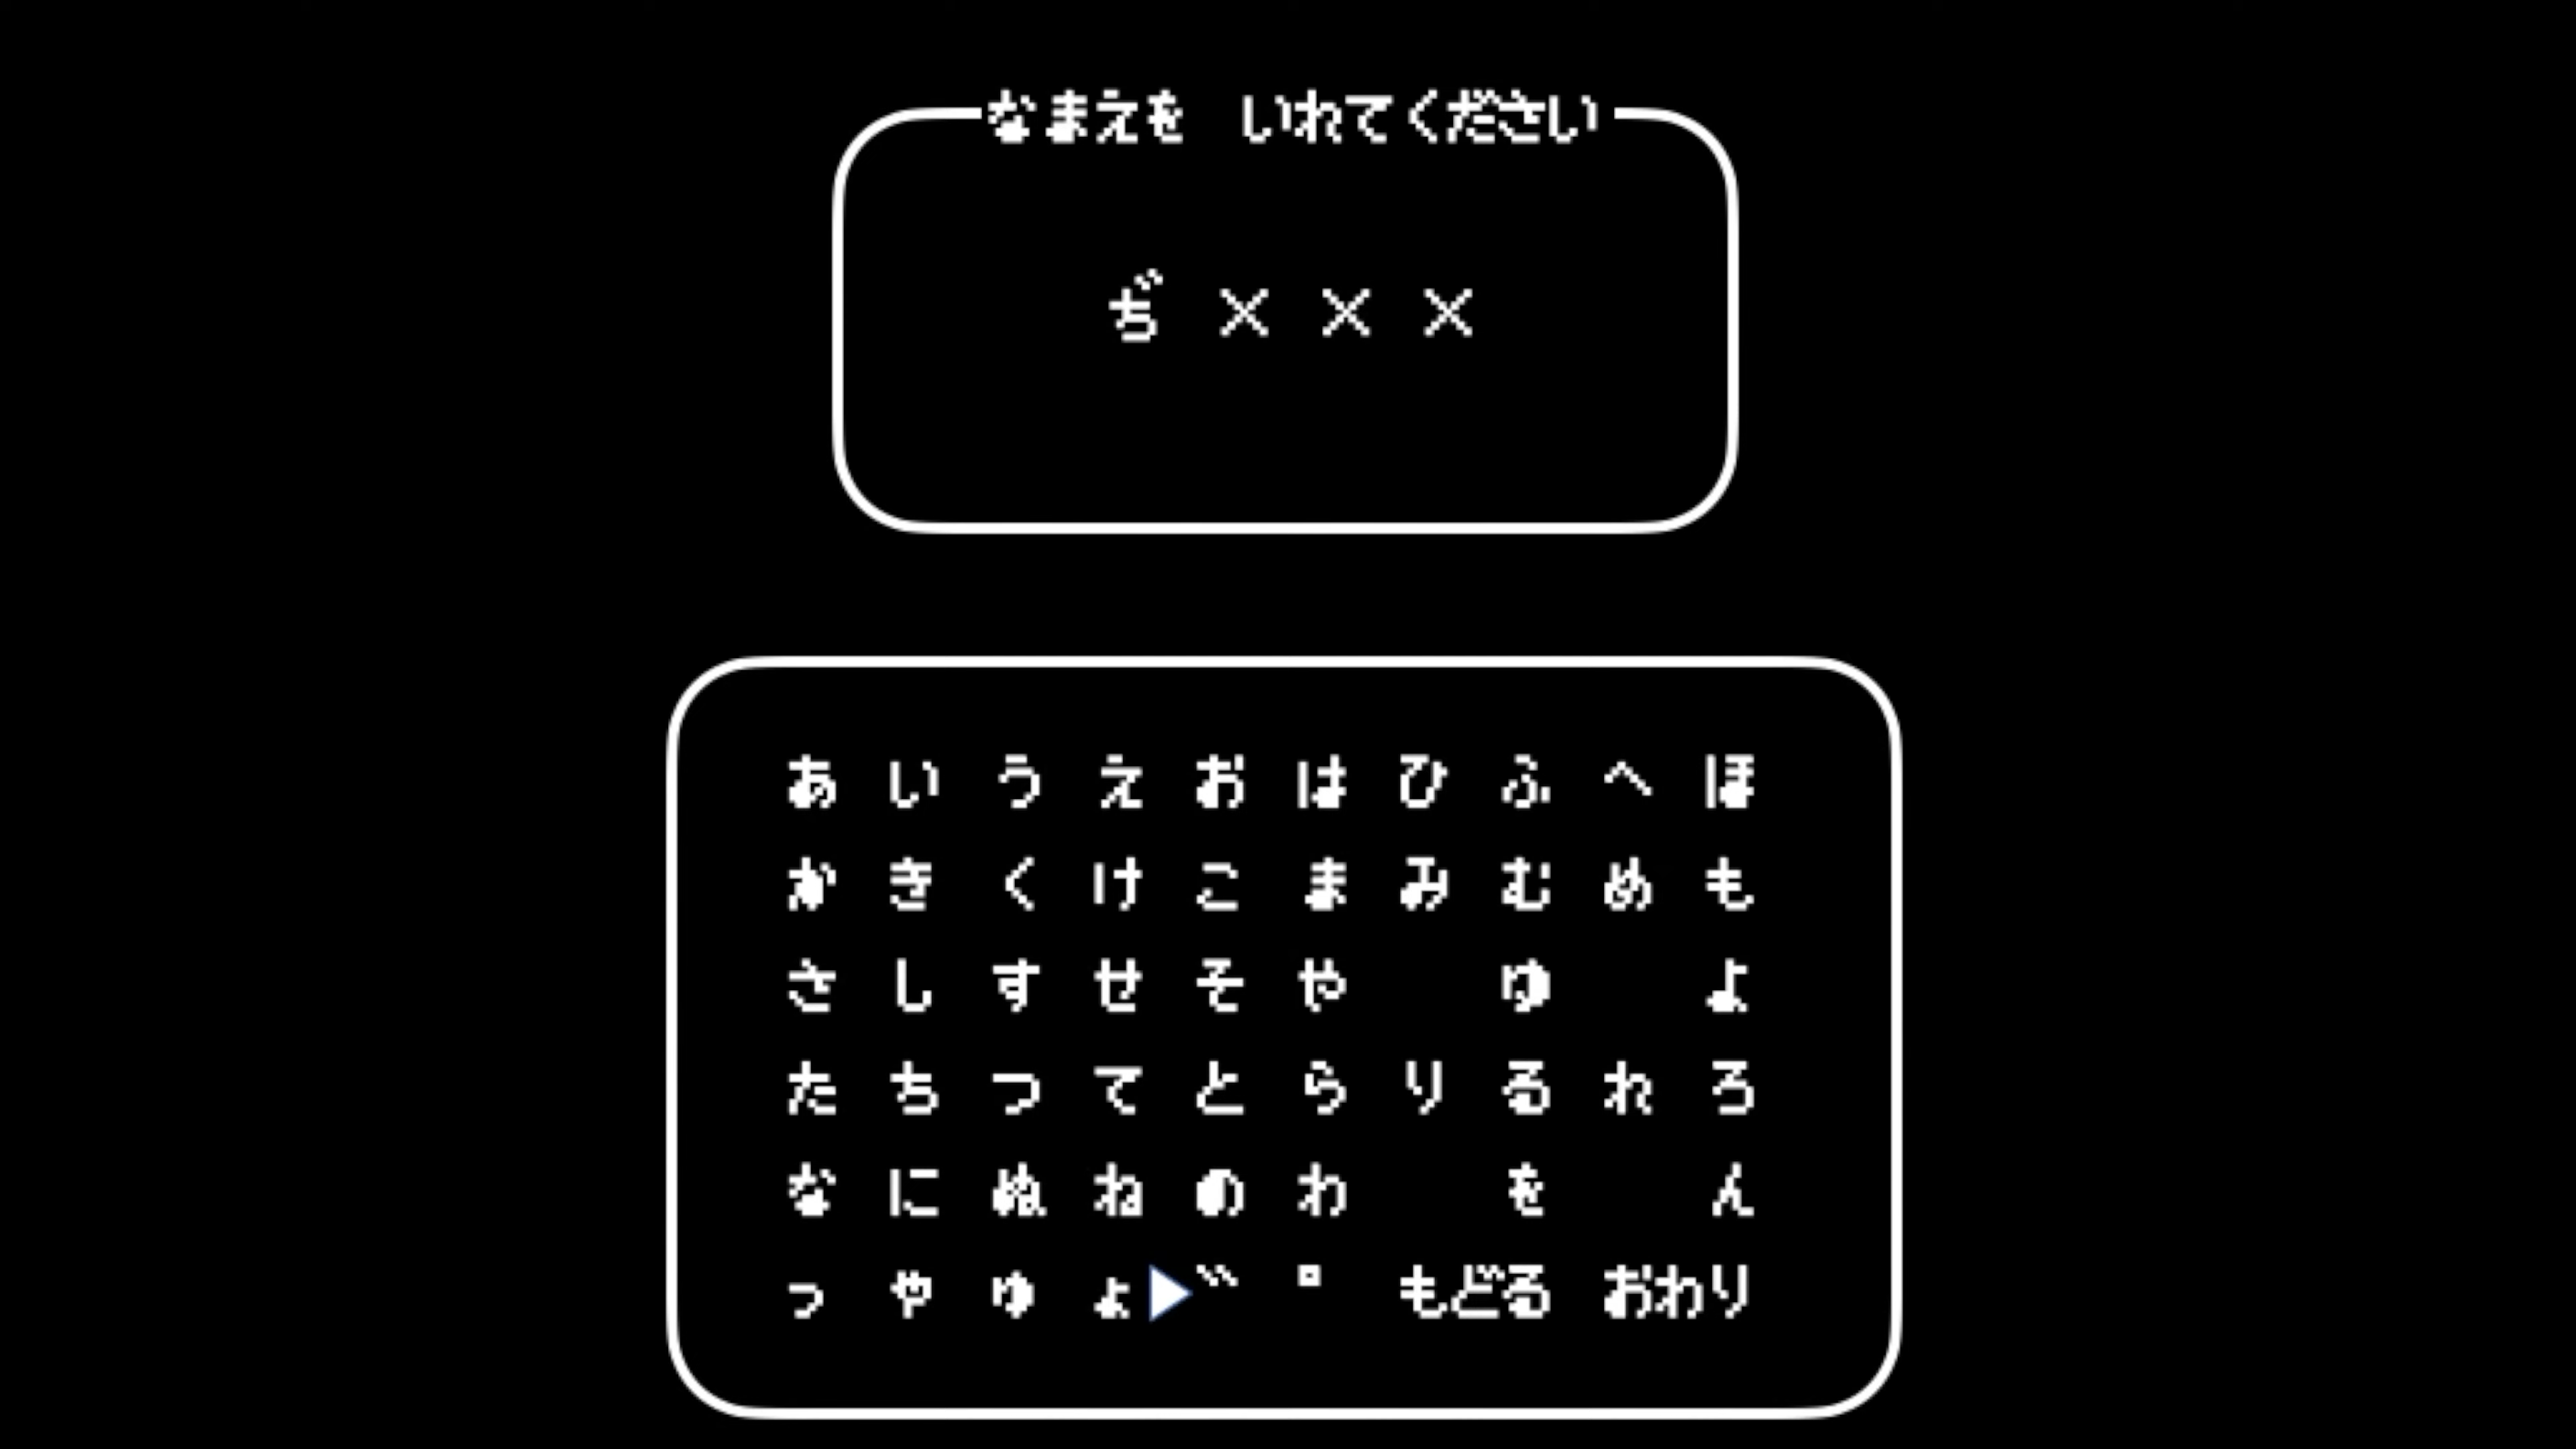 なまえを　いれてください
ぢ × × ×
あ い う え お は ひ ふ へ ほ
か き く け こ ま み む め も
さ し す せ そ や ゆ よ
た ち つ て と ら り る れ ろ
な に ぬ ね の わ を ん
っ ゃ ゅ ょ ▶゛ ゜ もどる おわり